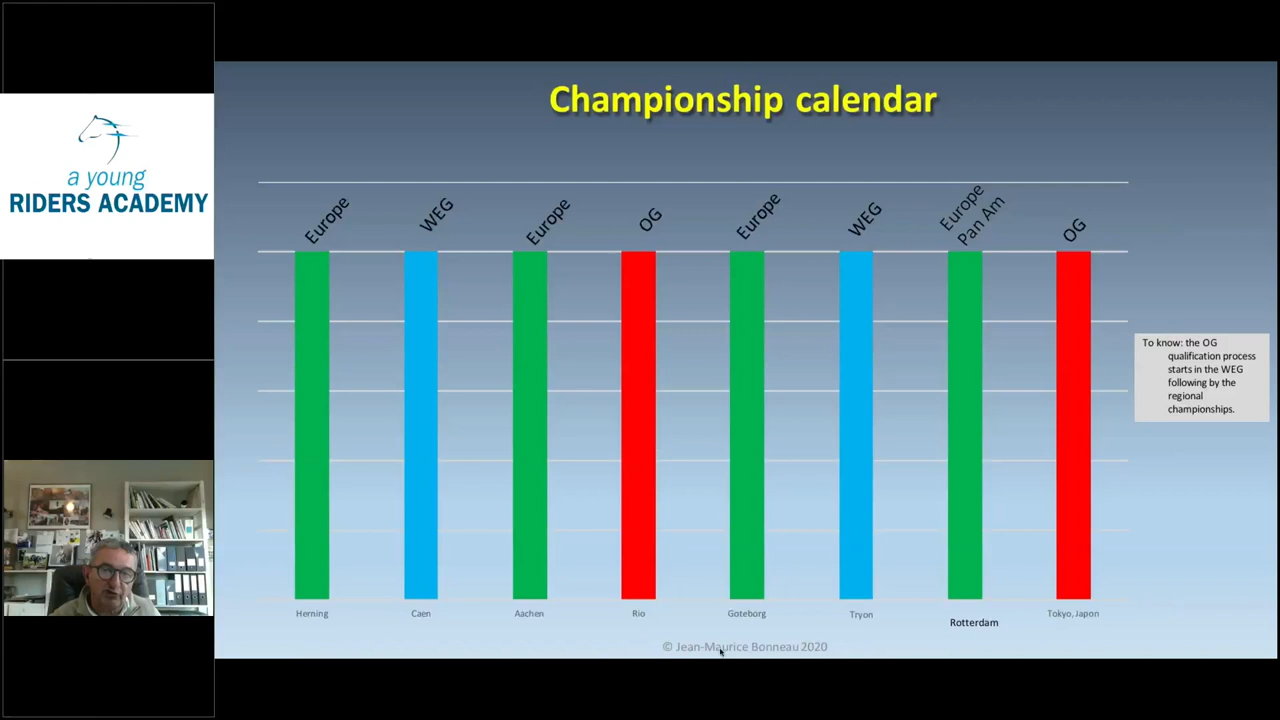 a young
RIDERS ACADEMY
Championship calendar
Europe
WEG
Europe
OG
Europe
WEG
Europe
Pan Am
OG
To know: the OG
qualification process
starts in the WEG
following by the
regional
championships.
Herning
Caen
Aachen
Rio
Goteborg
Tryon
Rotterdam
Tokyo, Japon
© Jean-Maurice Bonneau 2020